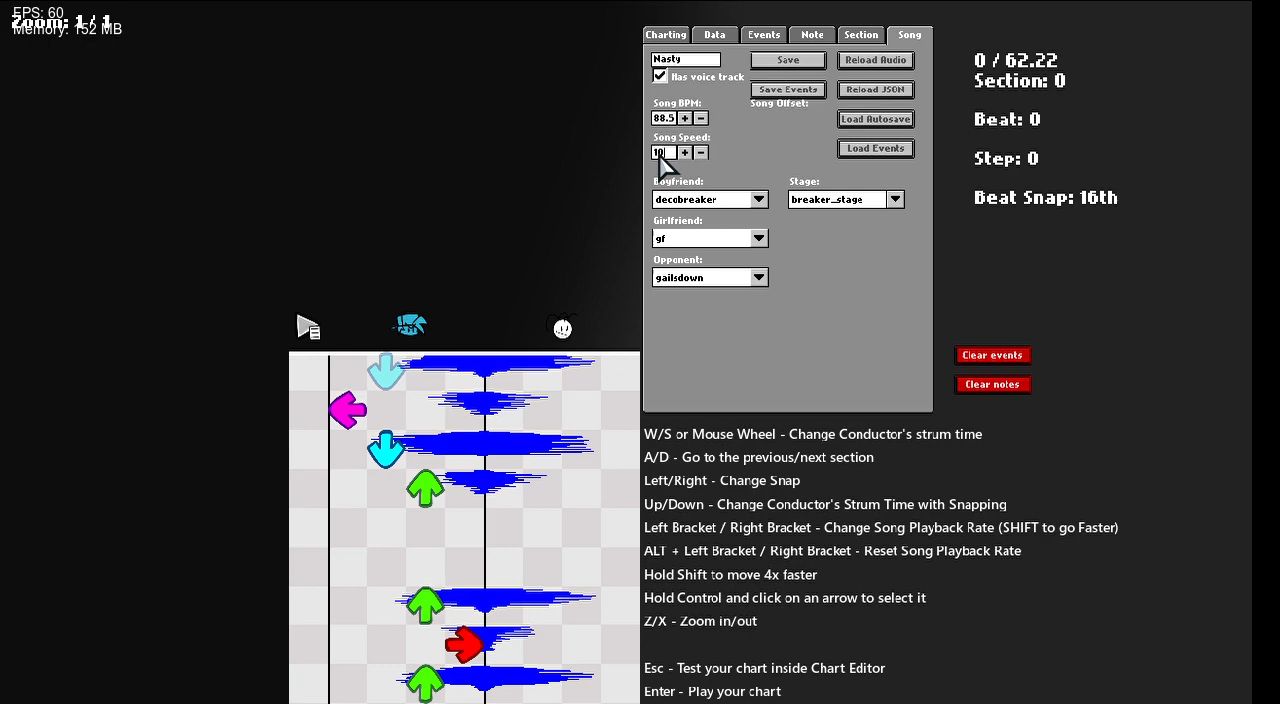 FPS: 60
Zoom: 1 / 1
Memory: 152 MB
Charting
Data
Events
Note
Section
Song
Nasty
Save
Reload Audio
Has voice track
Save Events
Reload JSON
Song BPM:
Song Offset:
88.5 + -
Load Autosave
Song Speed:
10 + -
Load Events
Boyfriend:
Stage:
decobreaker
breaker_stage
Girlfriend:
gf
Opponent:
gailsdown
0 / 62.22
Section: 0
Beat: 0
Step: 0
Beat Snap: 16th
Clear events
Clear notes
W/S or Mouse Wheel - Change Conductor's strum time
A/D - Go to the previous/next section
Left/Right - Change Snap
Up/Down - Change Conductor's Strum Time with Snapping
Left Bracket / Right Bracket - Change Song Playback Rate (SHIFT to go Faster)
ALT + Left Bracket / Right Bracket - Reset Song Playback Rate
Hold Shift to move 4x faster
Hold Control and click on an arrow to select it
Z/X - Zoom in/out
Esc - Test your chart inside Chart Editor
Enter - Play your chart